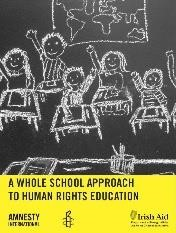 A WHOLE SCHOOL APPROACH
TO HUMAN RIGHTS EDUCATION
AMNESTY
INTERNATIONAL
Irish Aid